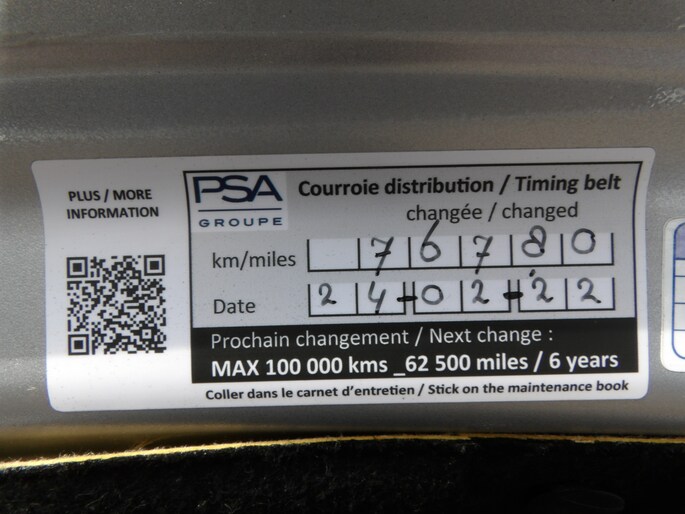 PLUS / MORE
INFORMATION
PSA
GROUPE
Courroie distribution / Timing belt
changée / changed
km/miles 76780
Date 24-02-22
Prochain changement / Next change :
MAX 100 000 kms _62 500 miles / 6 years
Coller dans le carnet d'entretien / Stick on the maintenance book